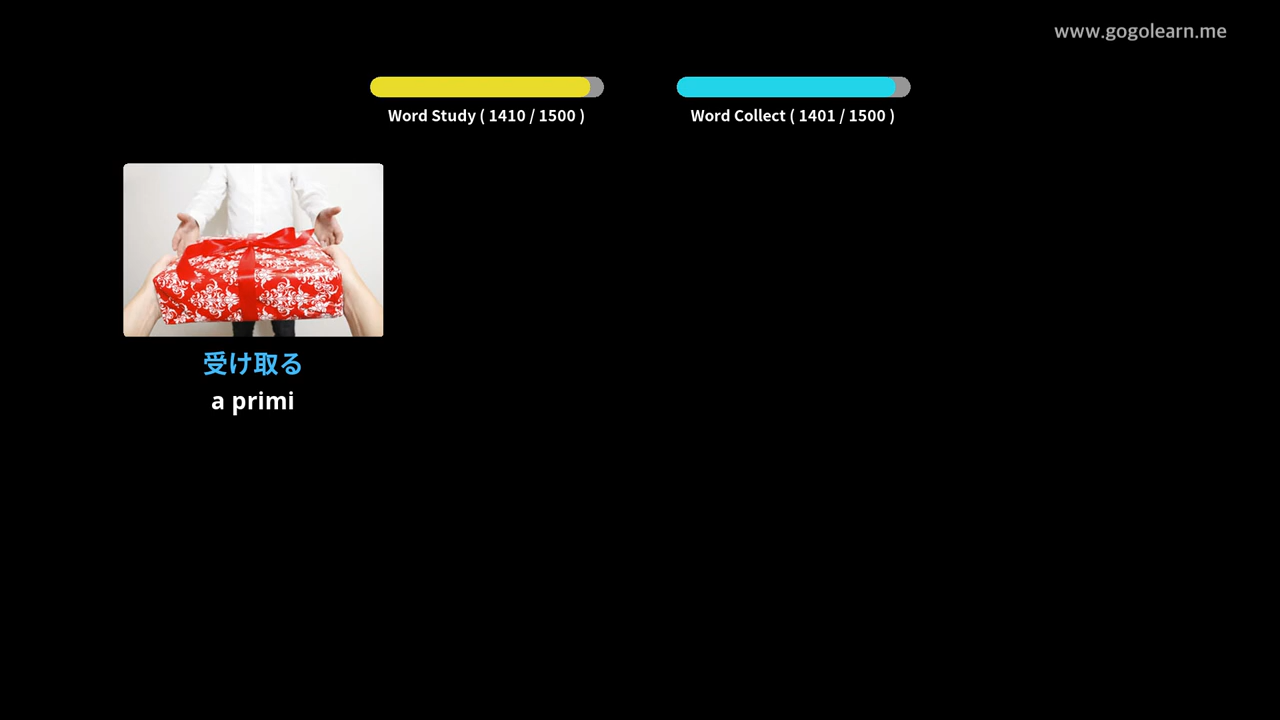 www.gogolearn.me
Word Study ( 1410 / 1500 )
Word Collect ( 1401 / 1500 )
受け取る
a primi